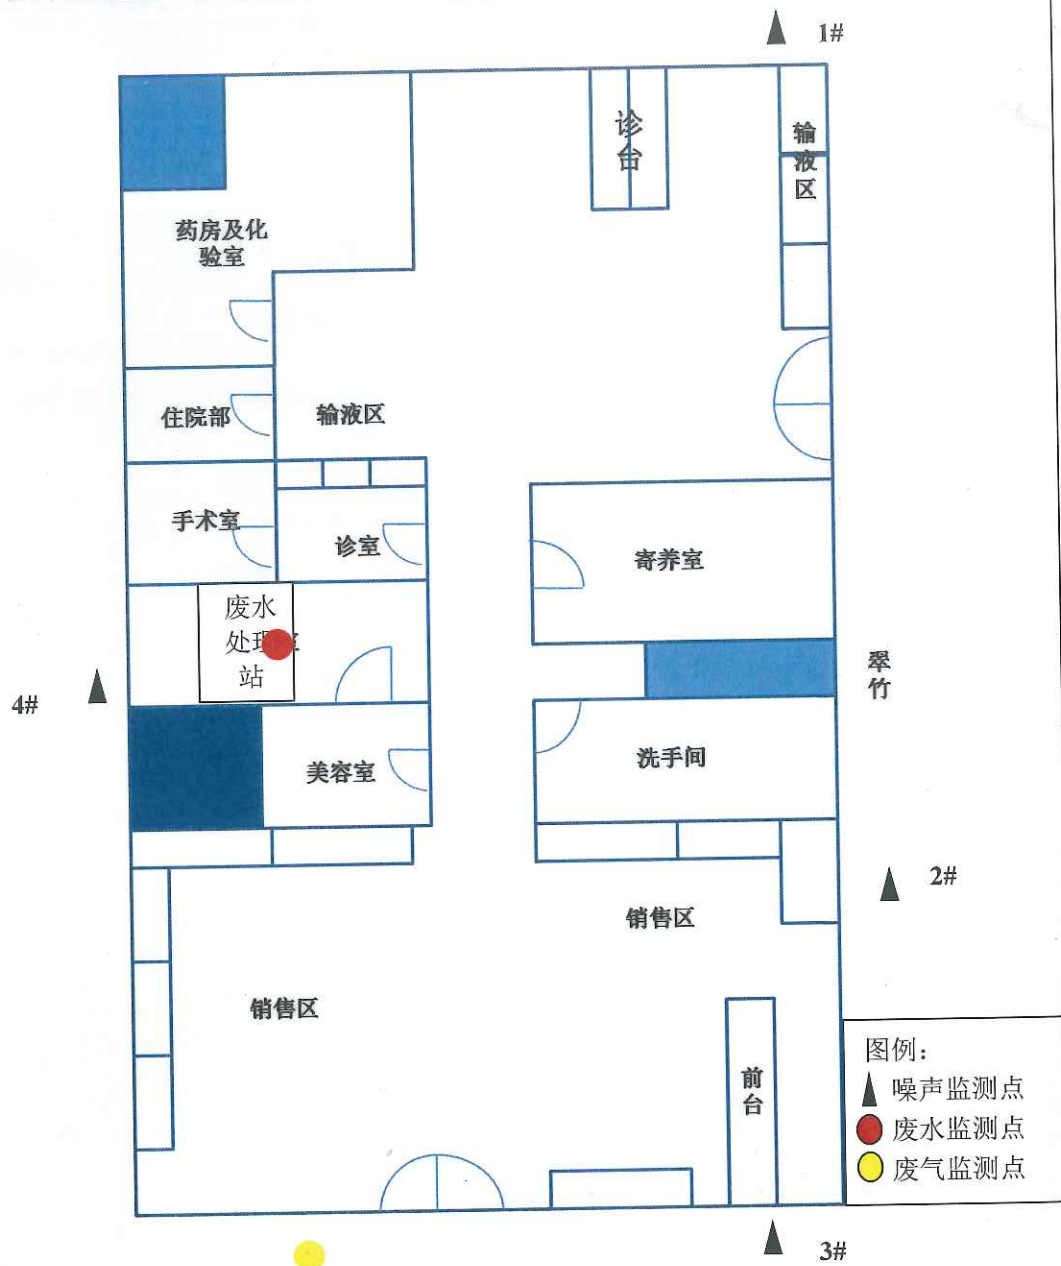 1#
诊
台
输
液
区
药房及化
验室
住院部
输液区
手术室
诊室
寄养室
废水
处理
站
室
4#
翠
竹
美容室
洗手间
2#
销售区
销售区
前
台
图例：
噪声监测点
废水监测点
废气监测点
3#